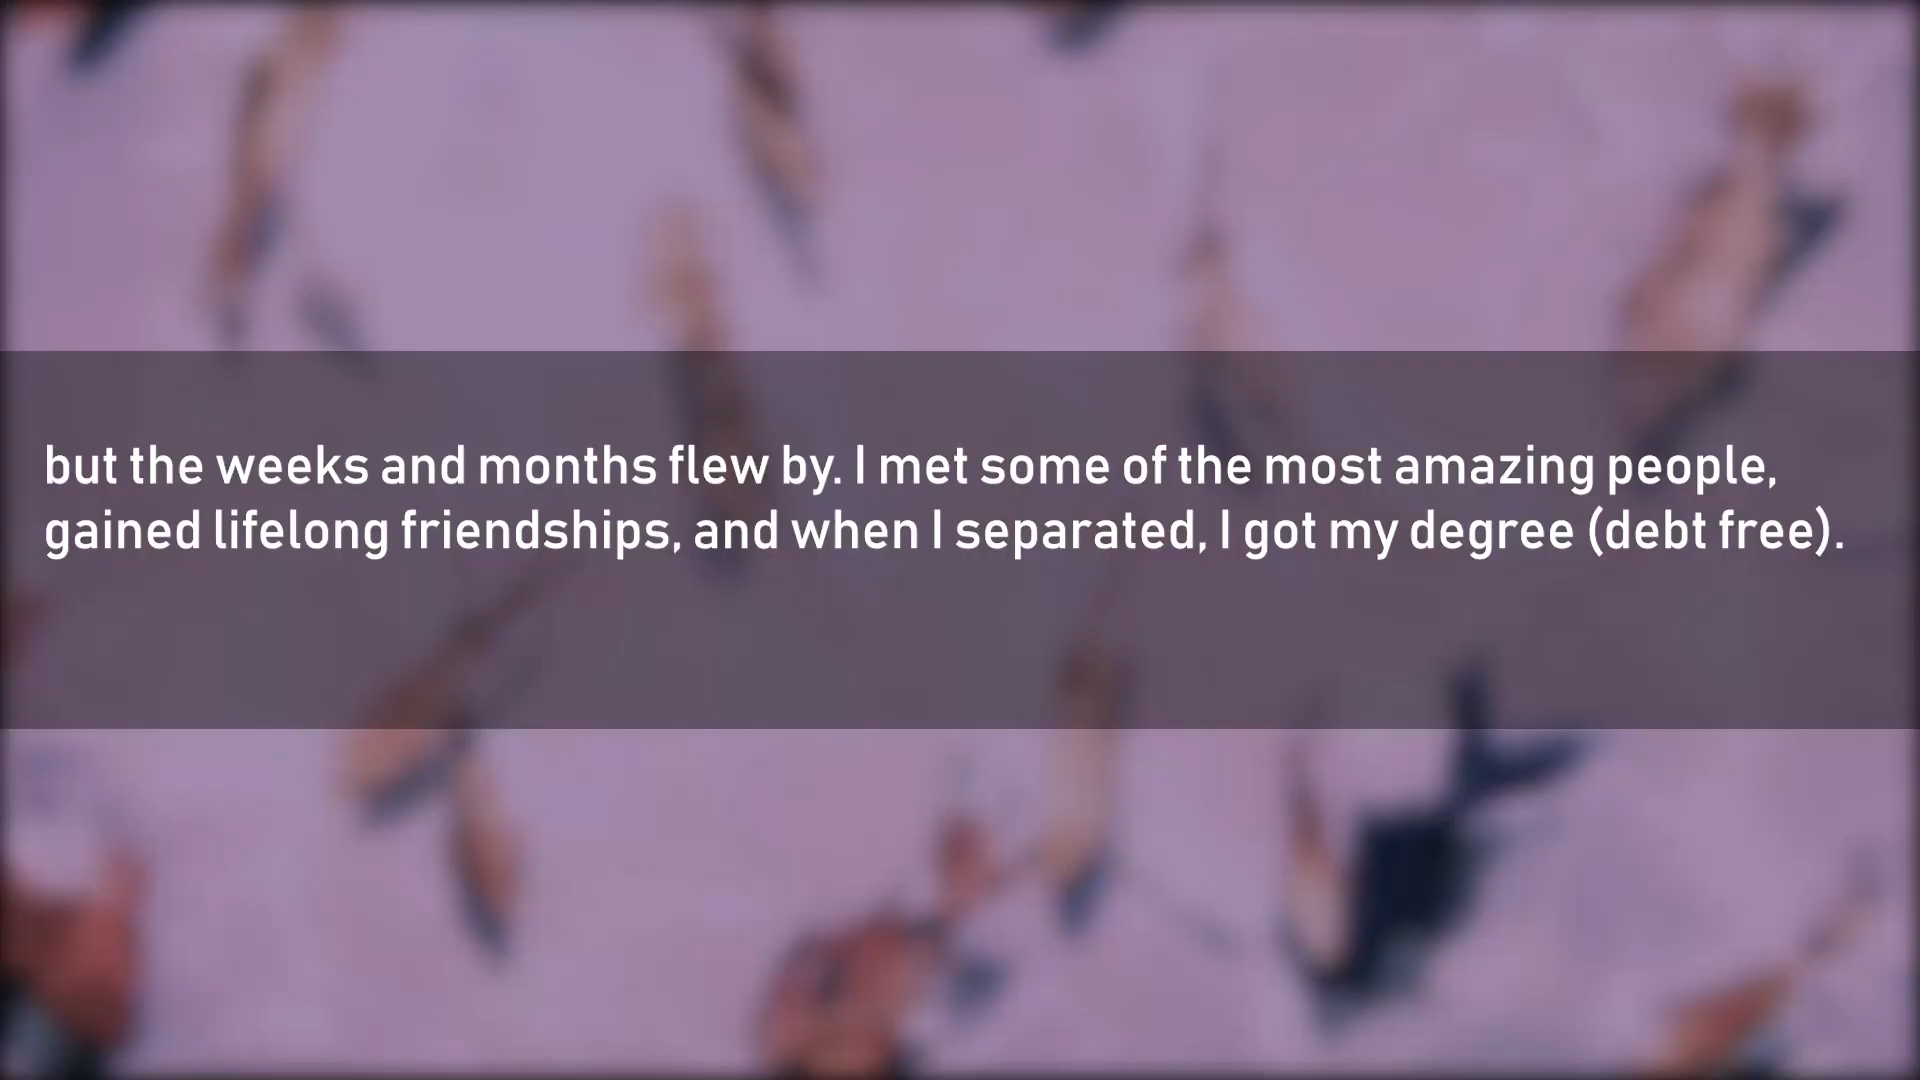 but the weeks and months flew by. I met some of the most amazing people,
gained lifelong friendships, and when I separated, I got my degree (debt free).